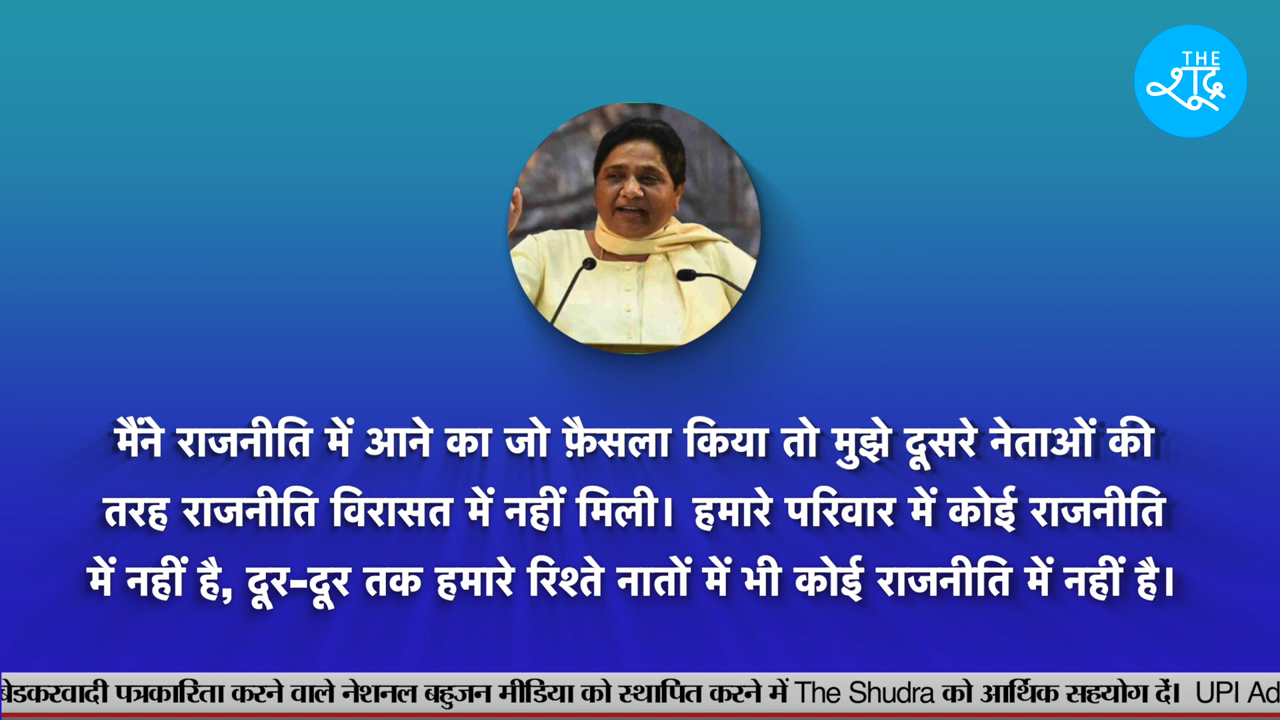 THE
शूद्र
मैंने राजनीति में आने का जो फ़ैसला किया तो मुझे दूसरे नेताओं की
तरह राजनीति विरासत में नहीं मिली। हमारे परिवार में कोई राजनीति
में नहीं है, दूर-दूर तक हमारे रिश्ते नातों में भी कोई राजनीति में नहीं है।
बेडकरवादी पत्रकारिता करने वाले नेशनल बहुजन मीडिया को स्थापित करने में The Shudra को आर्थिक सहयोग दें। UPI Ad